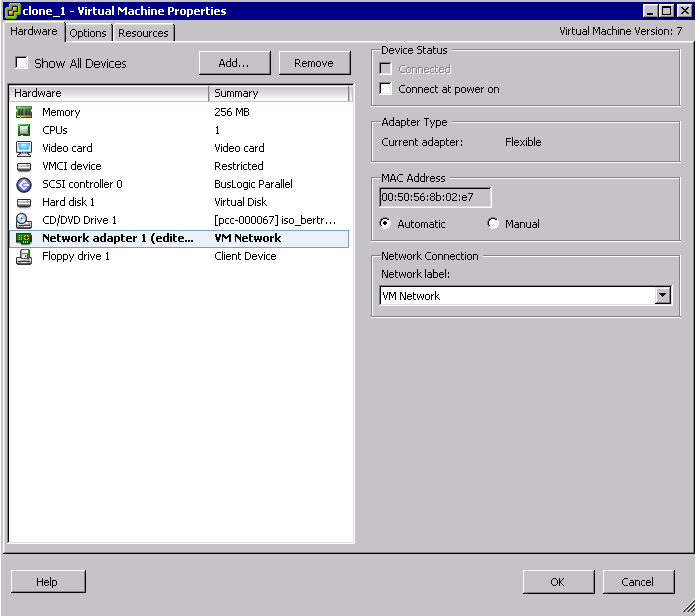 clone_1 - Virtual Machine Properties
Hardware Options Resources Virtual Machine Version: 7
Show All Devices Add... Remove
Hardware Summary
Memory 256 MB
CPUs 1
Video card Video card
VMCI device Restricted
SCSI controller 0 BusLogic Parallel
Hard disk 1 Virtual Disk
CD/DVD Drive 1 [pcc-000067] iso_bertr...
Network adapter 1 (edite... VM Network
Floppy drive 1 Client Device
Device Status
Connected
Connect at power on
Adapter Type
Current adapter: Flexible
MAC Address
00:50:56:8b:02:e7
Automatic Manual
Network Connection
Network label:
VM Network
Help OK Cancel